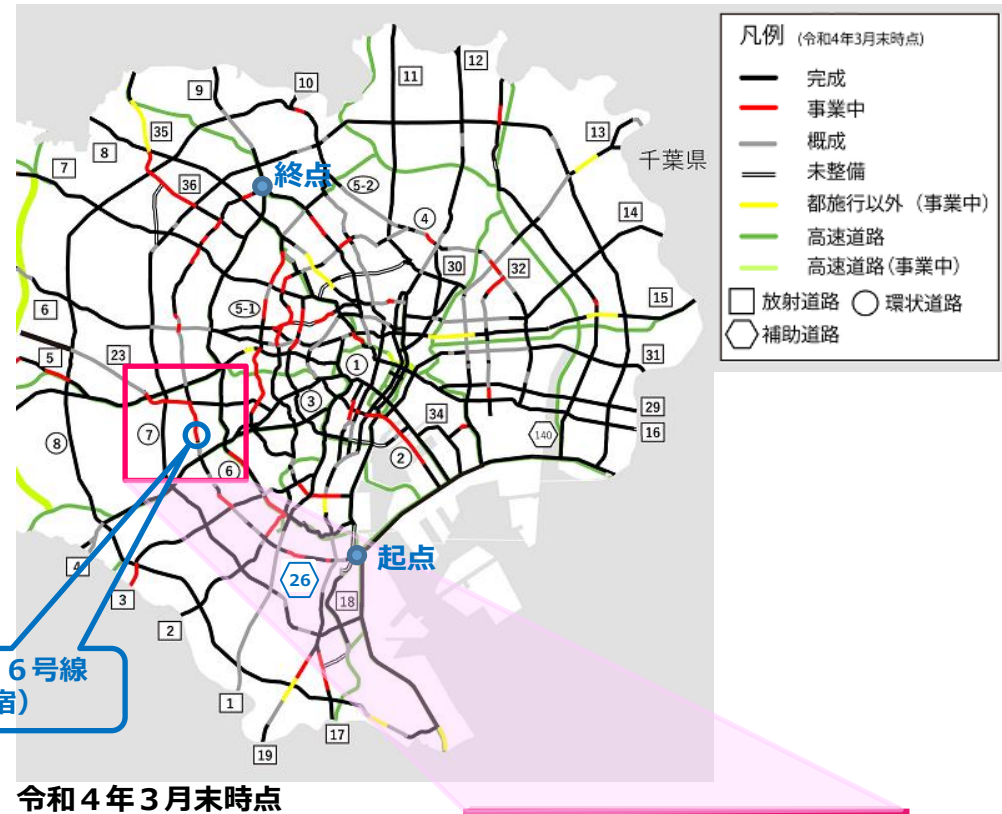 凡例 (令和4年3月末時点)
完成
事業中
概成
未整備
都施行以外（事業中）
高速道路
高速道路(事業中)
放射道路 環状道路
補助道路
千葉県
終点
起点
9
10
11
12
13
35
8
7
36
5-2
4
14
30
32
6
5-1
15
5
23
1
31
3
34
29
16
8
7
6
2
140
4
3
2
26
18
1
17
19
６号線
宿）
令和４年３月末時点